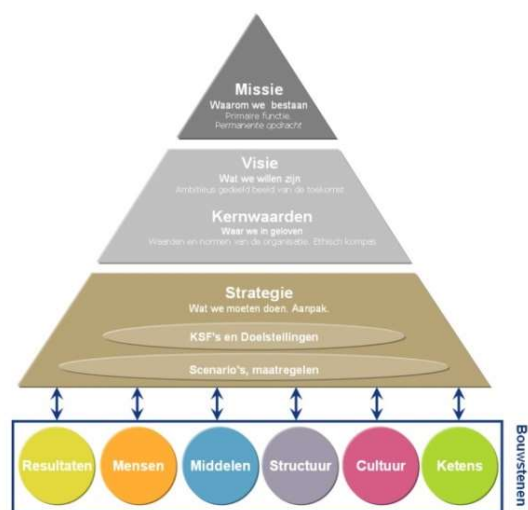 Missie
Waarom we bestaan
Primaire functie.
Permanente opdracht
Visie
Wat we willen zijn
Ambitieus gedeeld beeld van de toekomst
Kernwaarden
Waar we in geloven
Waarden en normen van de organisatie. Ethisch kompas
Strategie
Wat we moeten doen. Aanpak.
KSF's en Doelstellingen
Scenario's, maatregelen
Resultaten
Mensen
Middelen
Structuur
Cultuur
Ketens
Bouwstenen